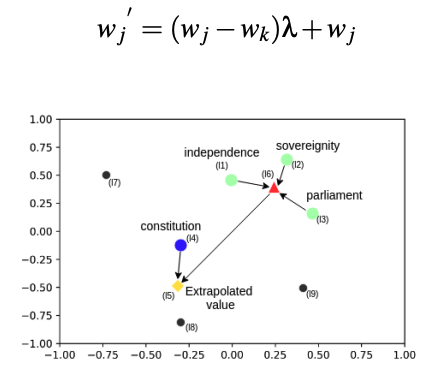 w_j′ = (w_j − w_k)λ + w_j
1.00
0.75
0.50
0.25
0.00
−0.25
−0.50
−0.75
−1.00
independence
(I1)
sovereignity
(I2)
(I6)
parliament
(I3)
(I7)
constitution
(I4)
(I5)
Extrapolated
value
(I9)
(I8)
−1.00 −0.75 −0.50 −0.25 0.00 0.25 0.50 0.75 1.00